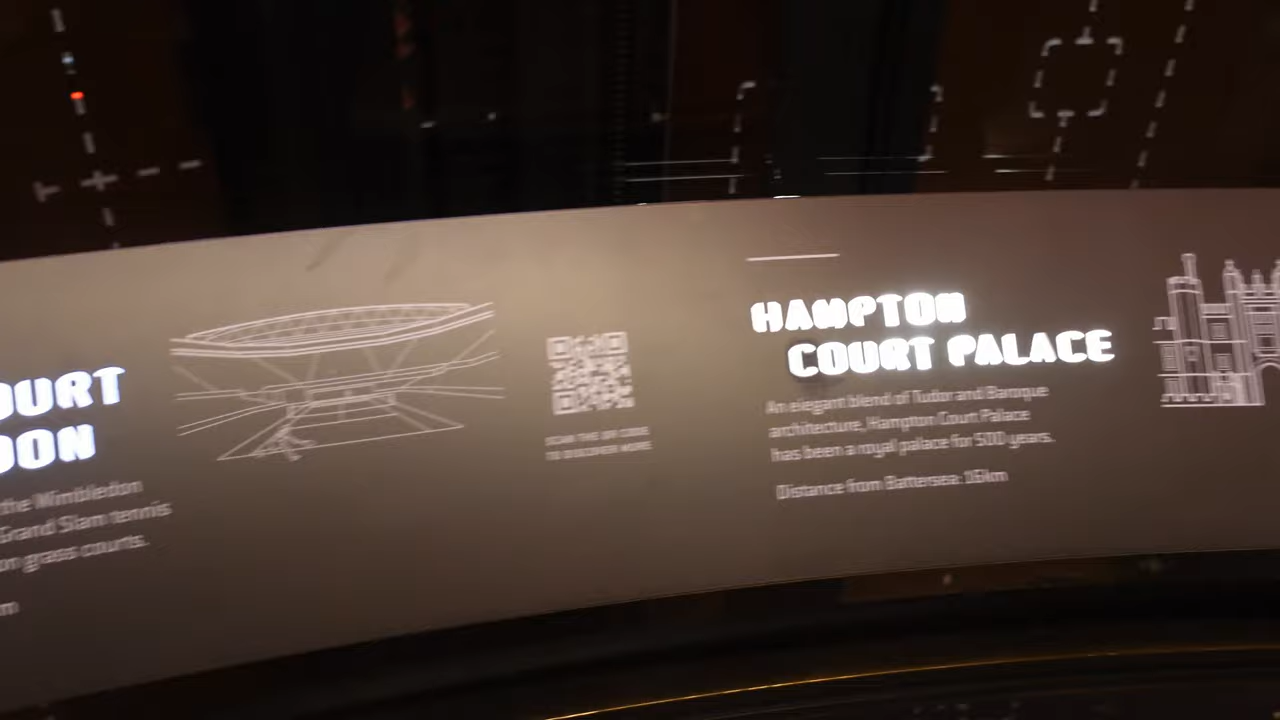 OURT
DON
the Wimbledon
Grand Slam tennis
on grass courts.
m
SCAN THE QR CODE
TO DISCOVER MORE
HAMPTON
COURT PALACE
An elegant blend of Tudor and Baroque
architecture, Hampton Court Palace
has been a royal palace for 500 years.
Distance from Battersea: 16km